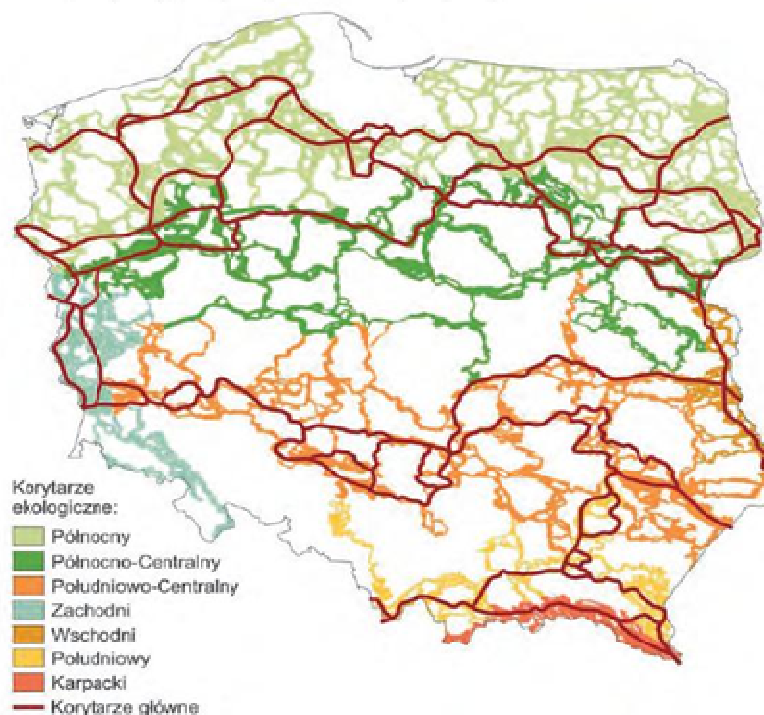 Korytarze
ekologiczne:
Północny
Północno-Centralny
Południowo-Centralny
Zachodni
Wschodni
Południowy
Karpacki
Korytarze główne